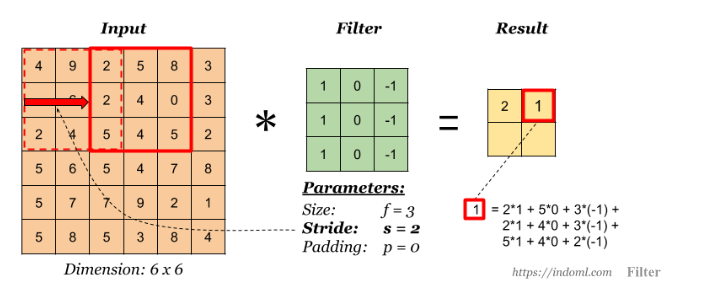 Input
4 9 2 5 8 3
2 4 0 3
2 4 5 4 5 2
5 6 5 4 7 8
5 7 7 9 2 1
5 8 5 3 8 4
Dimension: 6 x 6
*
Filter
1 0 -1
1 0 -1
1 0 -1
Parameters:
Size: f = 3
Stride: s = 2
Padding: p = 0
=
Result
2 1
1 = 2*1 + 5*0 + 3*(-1) +
2*1 + 4*0 + 3*(-1) +
5*1 + 4*0 + 2*(-1)
https://indoml.com Filter